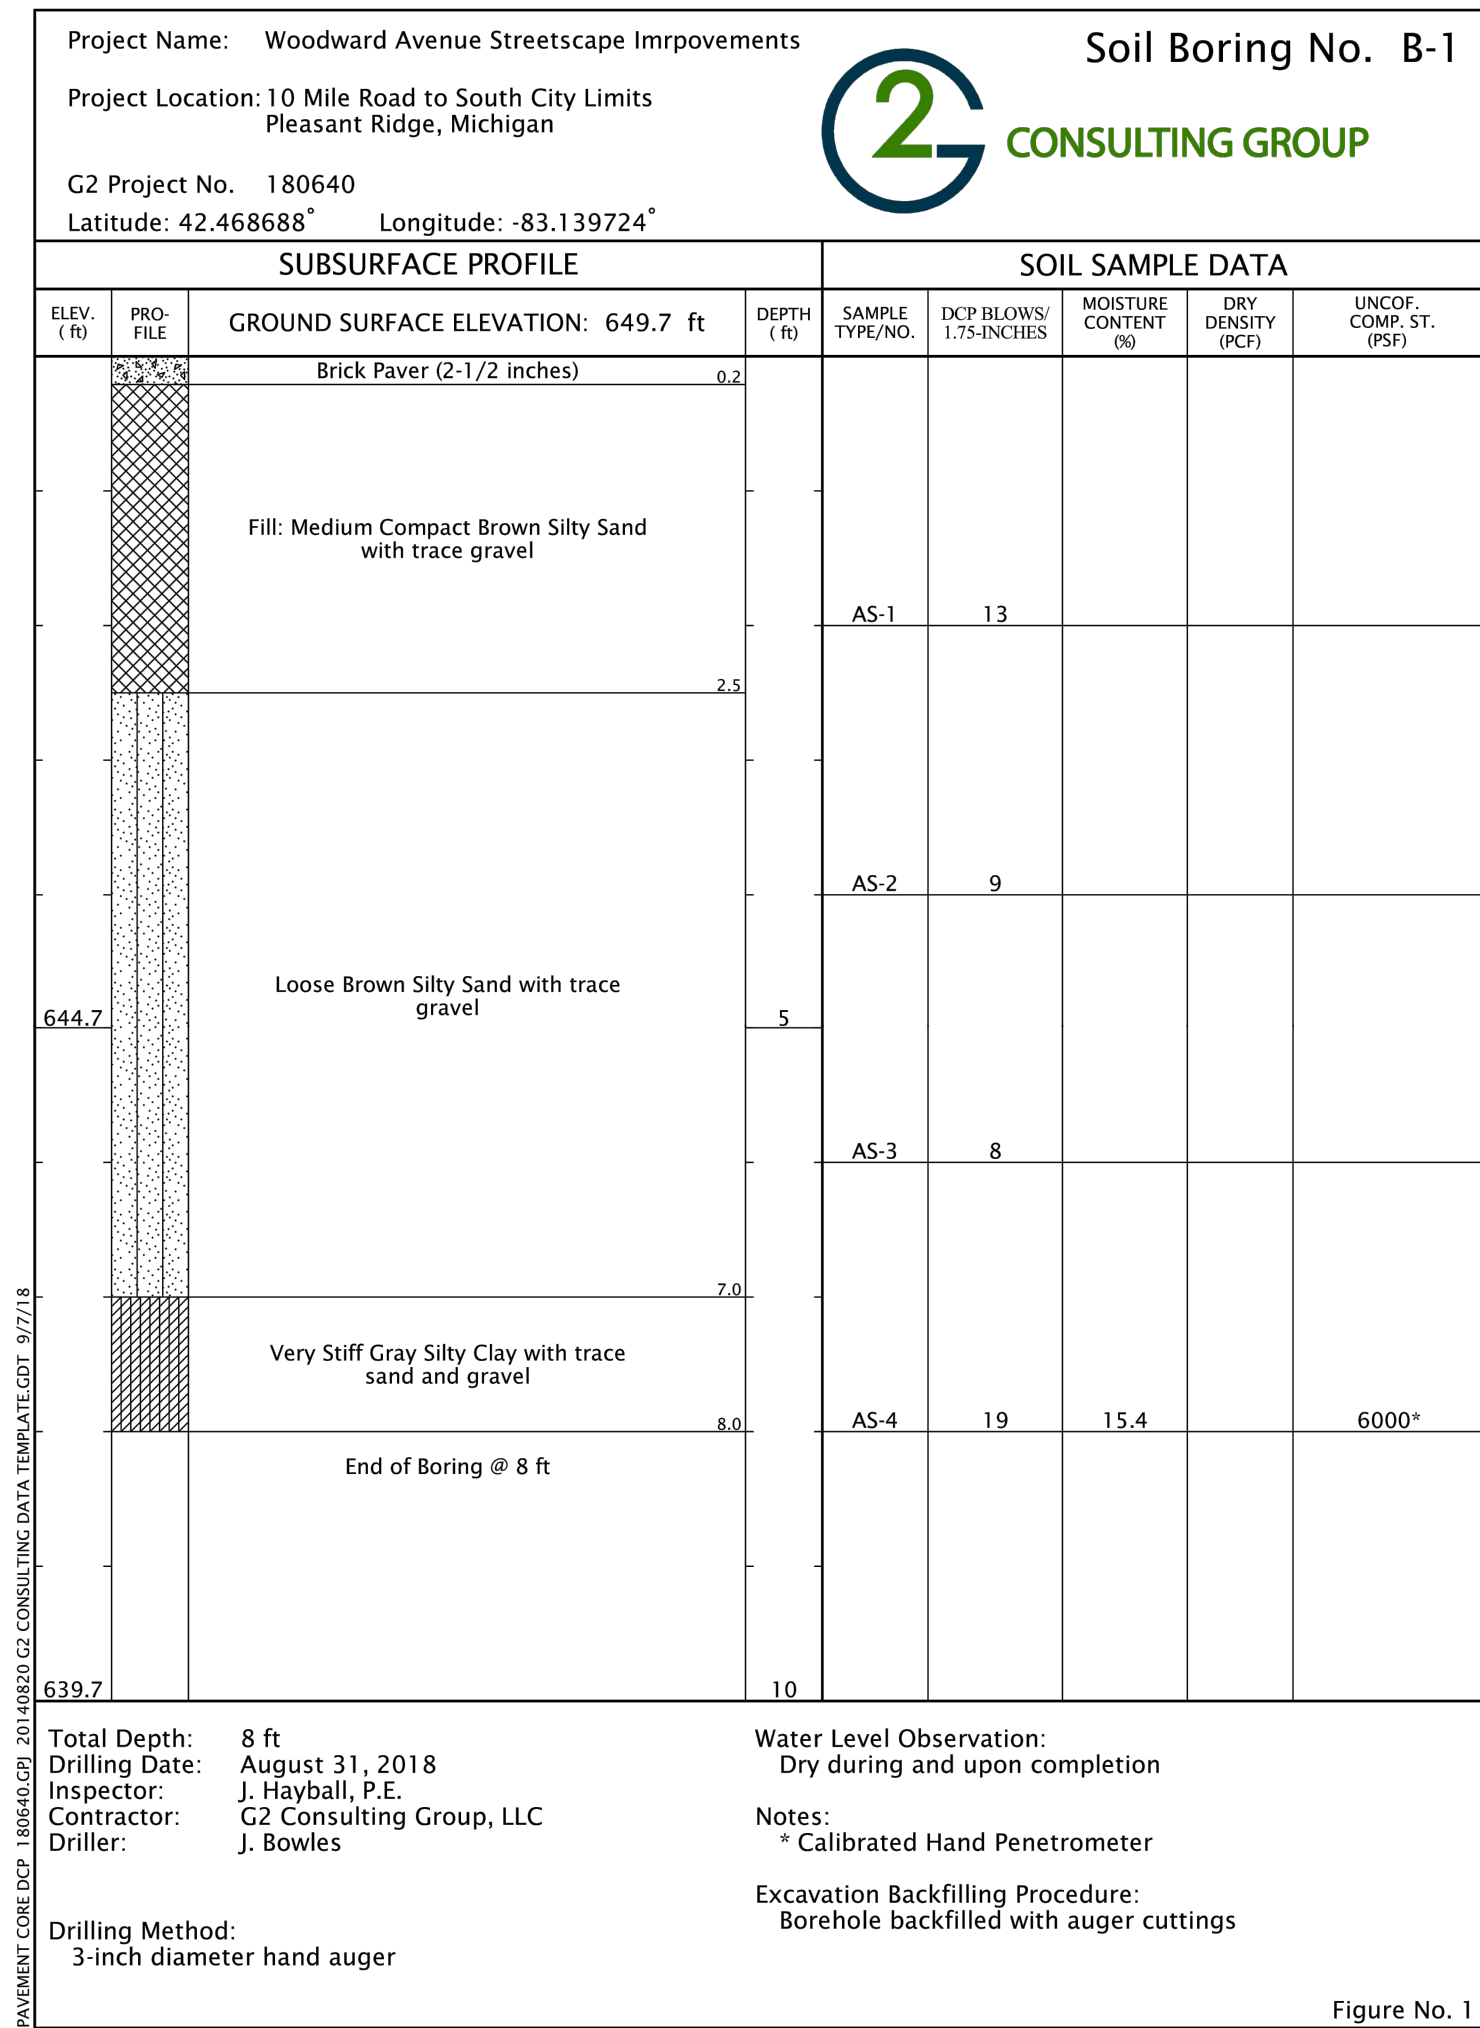 Project Name: Woodward Avenue Streetscape Imrpovements
Project Location: 10 Mile Road to South City Limits
Pleasant Ridge, Michigan
G2 Project No. 180640
Latitude: 42.468688° Longitude: -83.139724°
G2 CONSULTING GROUP
Soil Boring No. B-1
SUBSURFACE PROFILE
SOIL SAMPLE DATA
ELEV. ( ft)
PRO- FILE
GROUND SURFACE ELEVATION: 649.7 ft
DEPTH ( ft)
SAMPLE TYPE/NO.
DCP BLOWS/ 1.75-INCHES
MOISTURE CONTENT (%)
DRY DENSITY (PCF)
UNCOF. COMP. ST. (PSF)
Brick Paver (2-1/2 inches) 0.2
Fill: Medium Compact Brown Silty Sand
with trace gravel
AS-1 13
2.5
AS-2 9
Loose Brown Silty Sand with trace
gravel
644.7 5
AS-3 8
7.0
Very Stiff Gray Silty Clay with trace
sand and gravel
8.0 AS-4 19 15.4 6000*
End of Boring @ 8 ft
639.7 10
Total Depth: 8 ft
Drilling Date: August 31, 2018
Inspector: J. Hayball, P.E.
Contractor: G2 Consulting Group, LLC
Driller: J. Bowles
Drilling Method:
3-inch diameter hand auger
Water Level Observation:
Dry during and upon completion
Notes:
* Calibrated Hand Penetrometer
Excavation Backfilling Procedure:
Borehole backfilled with auger cuttings
Figure No. 1
PAVEMENT CORE DCP 180640.GPJ 20140820 G2 CONSULTING DATA TEMPLATE.GDT 9/7/18